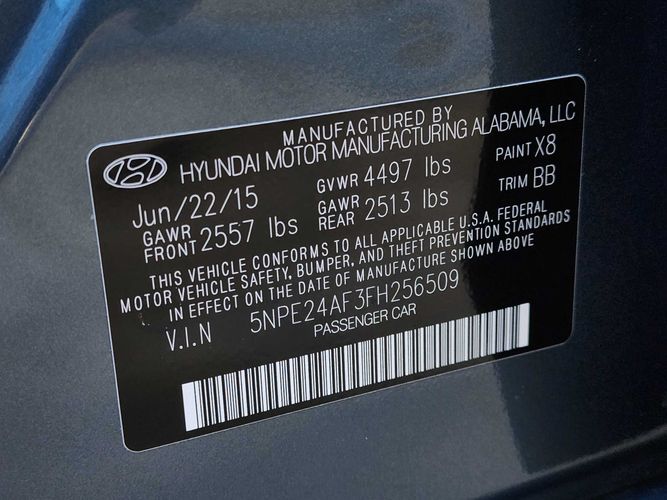 MANUFACTURED BY
HYUNDAI MOTOR MANUFACTURING ALABAMA, LLC
Jun/22/15 GVWR 4497 lbs PAINT X8
GAWR FRONT 2557 lbs GAWR REAR 2513 lbs TRIM BB
THIS VEHICLE CONFORMS TO ALL APPLICABLE U.S.A. FEDERAL
MOTOR VEHICLE SAFETY, BUMPER, AND THEFT PREVENTION STANDARDS
IN EFFECT ON THE DATE OF MANUFACTURE SHOWN ABOVE
V.I.N 5NPE24AF3FH256509
PASSENGER CAR